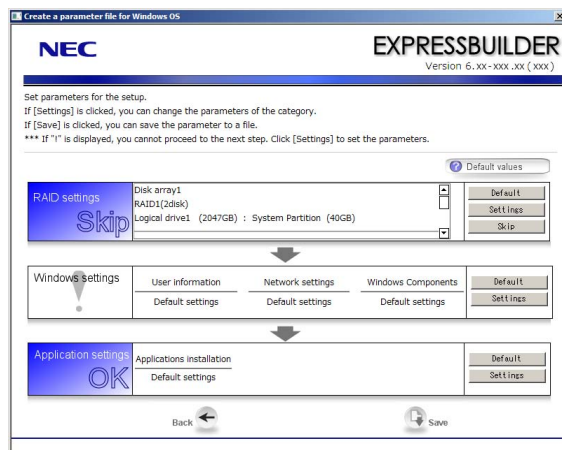 Create a parameter file for Windows OS
NEC
EXPRESSBUILDER
Version 6.xx-xxx.xx (xxx)
Set parameters for the setup.
If [Settings] is clicked, you can change the parameters of the category.
If [Save] is clicked, you can save the parameter to a file.
*** If "!" is displayed, you cannot proceed to the next step. Click [Settings] to set the parameters.
? Default values
RAID settings
Skip
Disk array1
RAID1(2disk)
Logical drive1 (2047GB) : System Partition (40GB)
Default
Settings
Skip
Windows settings
!
User information Network settings Windows Components
Default settings Default settings Default settings
Default
Settings
Application settings
OK
Applications installation
Default settings
Default
Settings
Back
Save